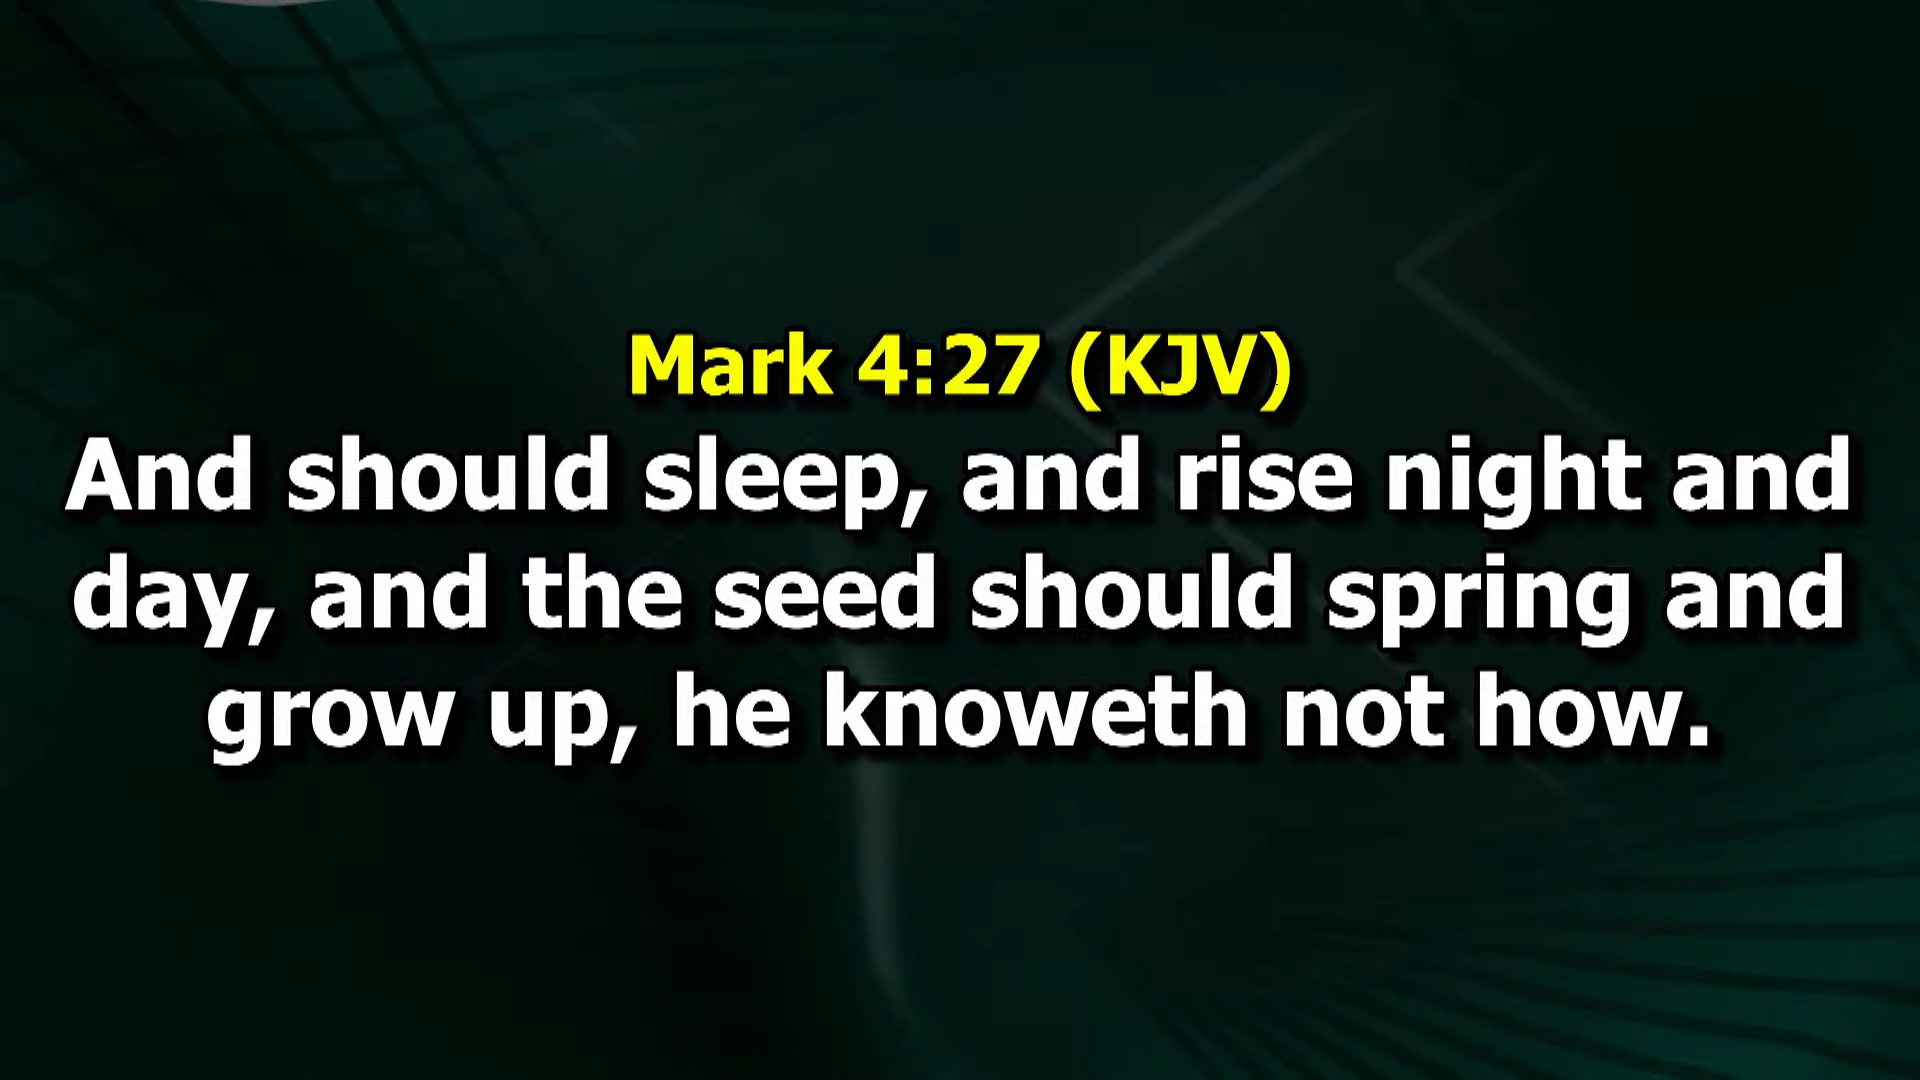 Mark 4:27 (KJV)
And should sleep, and rise night and
day, and the seed should spring and
grow up, he knoweth not how.